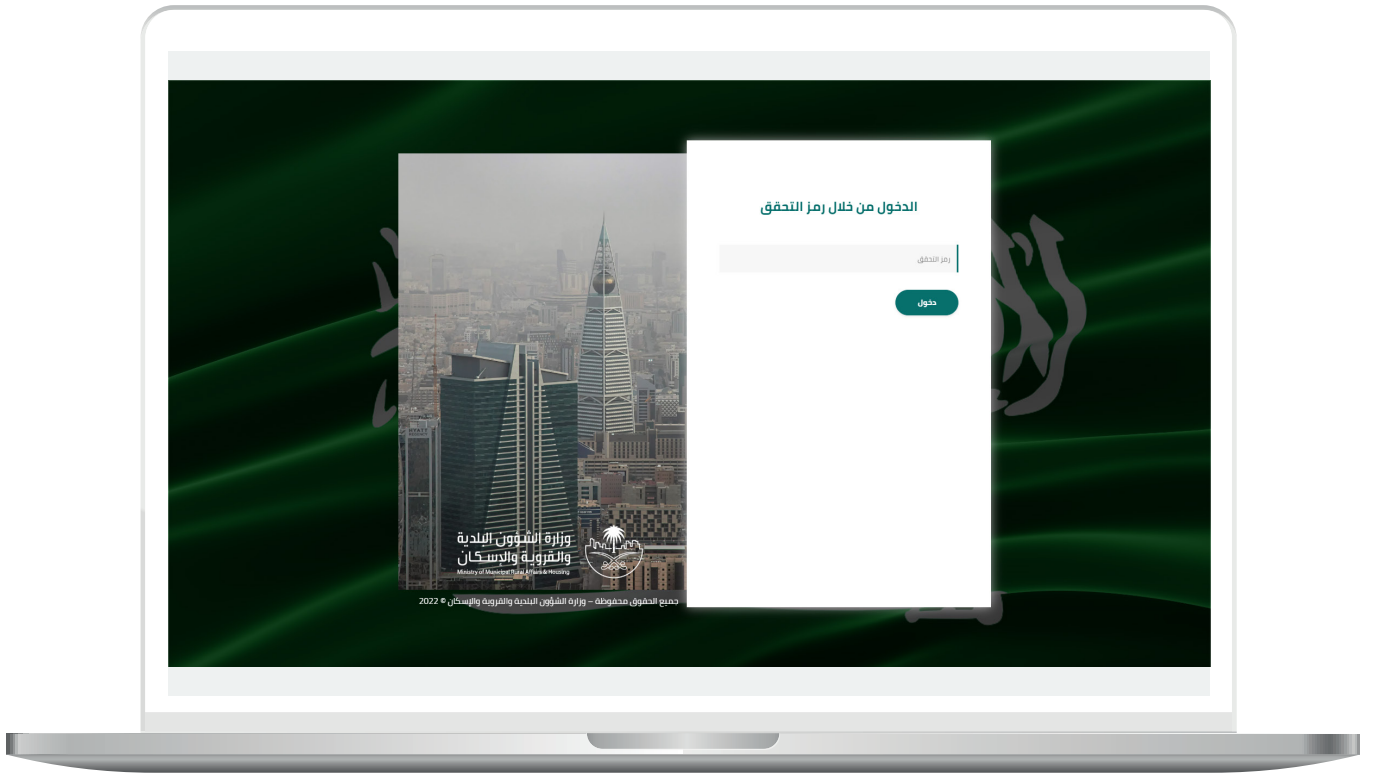 الدخول من خلال رمز التحقق
رمز التحقق
دخول
وزارة الشؤون البلدية
والقروية والإسكان
Ministry of Municipal Rural Affairs & Housing
جميع الحقوق محفوظة – وزارة الشؤون البلدية والقروية والإسكان © 2022
HYATT